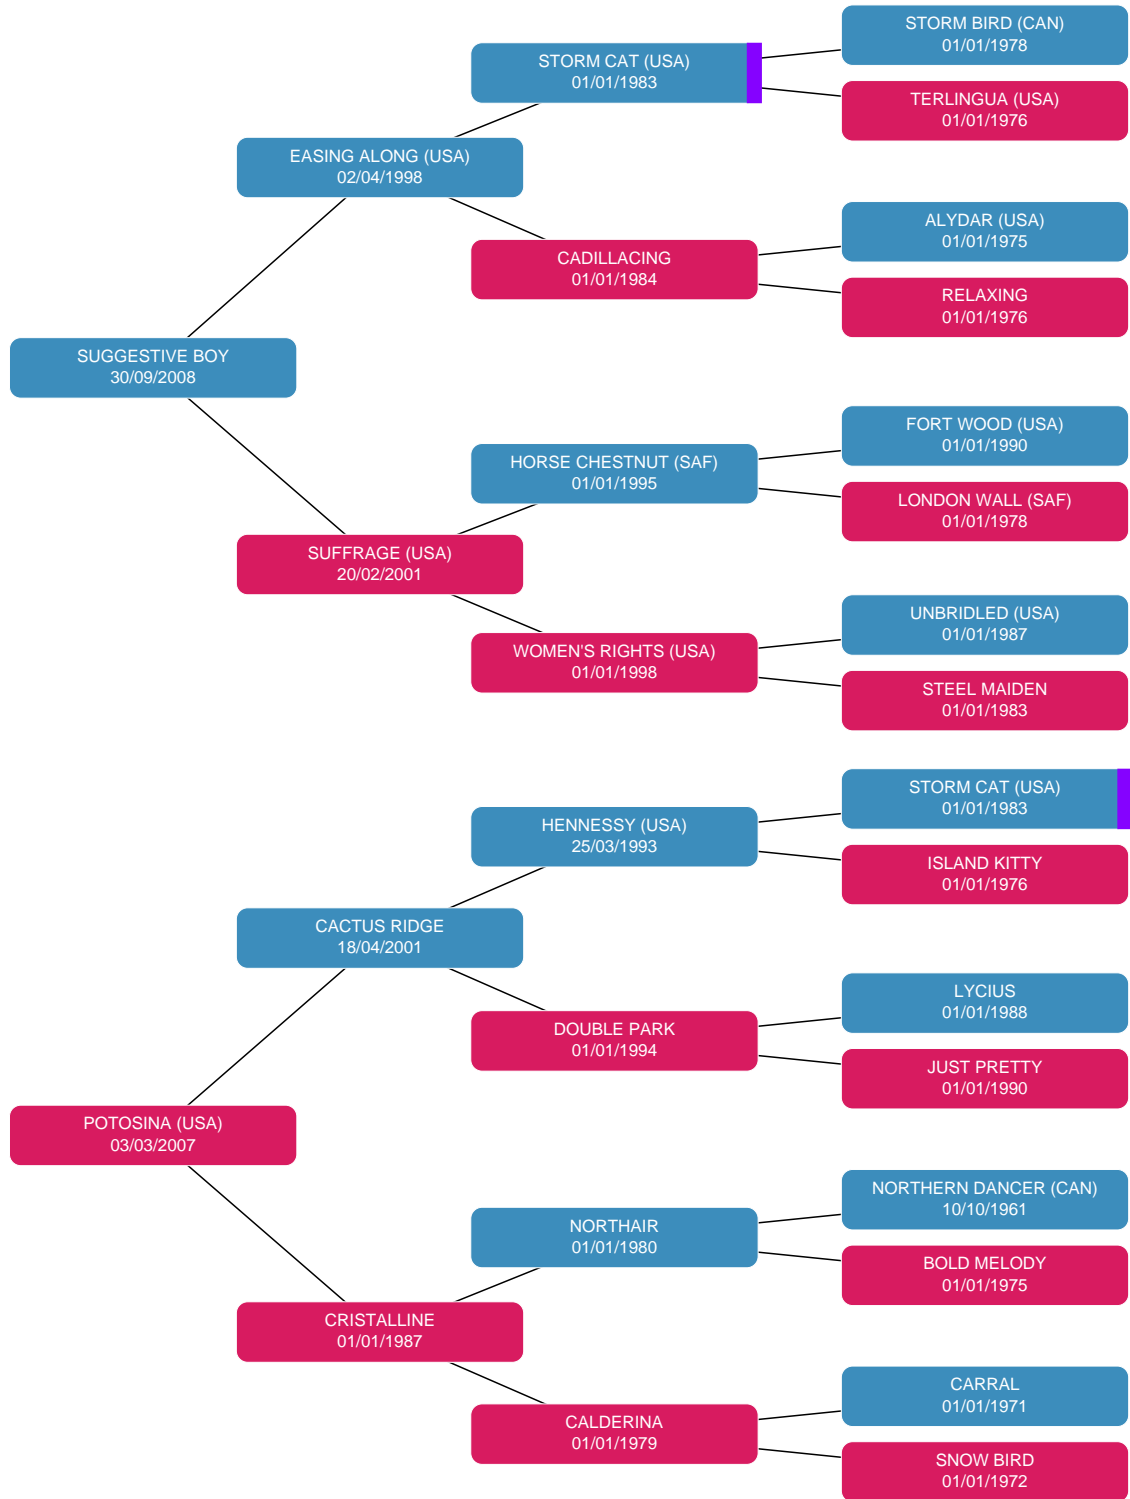 STORM BIRD (CAN)
01/01/1978
STORM CAT (USA)
01/01/1983
TERLINGUA (USA)
01/01/1976
EASING ALONG (USA)
02/04/1998
ALYDAR (USA)
01/01/1975
CADILLACING
01/01/1984
RELAXING
01/01/1976
SUGGESTIVE BOY
30/09/2008
FORT WOOD (USA)
01/01/1990
HORSE CHESTNUT (SAF)
01/01/1995
LONDON WALL (SAF)
01/01/1978
SUFFRAGE (USA)
20/02/2001
UNBRIDLED (USA)
01/01/1987
WOMEN'S RIGHTS (USA)
01/01/1998
STEEL MAIDEN
01/01/1983
STORM CAT (USA)
01/01/1983
HENNESSY (USA)
25/03/1993
ISLAND KITTY
01/01/1976
CACTUS RIDGE
18/04/2001
LYCIUS
01/01/1988
DOUBLE PARK
01/01/1994
JUST PRETTY
01/01/1990
POTOSINA (USA)
03/03/2007
NORTHERN DANCER (CAN)
10/10/1961
NORTHAIR
01/01/1980
BOLD MELODY
01/01/1975
CRISTALLINE
01/01/1987
CARRAL
01/01/1971
CALDERINA
01/01/1979
SNOW BIRD
01/01/1972